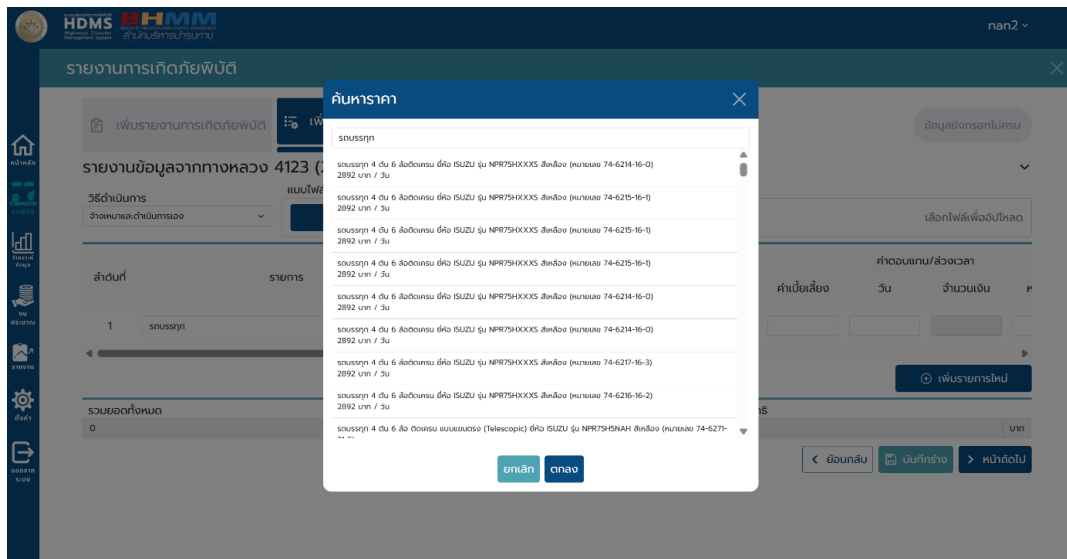 HDMS
Highways Disaster
Management System
BHMM
สำนักบริหารบำรุงทาง
nan2
รายงานการเกิดภัยพิบัติ
เพิ่มรายงานการเกิดภัยพิบัติ
เพิ่
ข้อมูลยังกรอกไม่ครบ
หน้าหลัก
รายงานข้อมูลจากทางหลวง 4123
วิธีดำเนินการ
แนบไฟล์
จ้างเหมาและดำเนินการเอง
เลือกไฟล์เพื่ออัปโหลด
วิเคราะห์
ข้อมูล
งบ
ประมาณ
รายงาน
ตั้งค่า
ออกจาก
ระบบ
ลำดับที่
รายการ
ค่าเบี้ยเลี้ยง
ค่าตอบแทน/ล่วงเวลา
วัน
จำนวนเงิน
1
รถบรรทุก
เพิ่มรายการใหม่
รวมยอดทั้งหมด
0
บาท
ย้อนกลับ
บันทึกร่าง
หน้าถัดไป
ค้นหาราคา
รถบรรทุก
รถบรรทุก 4 ตัน 6 ล้อติดเครน ยี่ห้อ ISUZU รุ่น NPR75HXXXS สีเหลือง (หมายเลข 74-6214-16-0)
2892 บาท / วัน
รถบรรทุก 4 ตัน 6 ล้อติดเครน ยี่ห้อ ISUZU รุ่น NPR75HXXXS สีเหลือง (หมายเลข 74-6215-16-1)
2892 บาท / วัน
รถบรรทุก 4 ตัน 6 ล้อติดเครน ยี่ห้อ ISUZU รุ่น NPR75HXXXS สีเหลือง (หมายเลข 74-6215-16-1)
2892 บาท / วัน
รถบรรทุก 4 ตัน 6 ล้อติดเครน ยี่ห้อ ISUZU รุ่น NPR75HXXXS สีเหลือง (หมายเลข 74-6215-16-1)
2892 บาท / วัน
รถบรรทุก 4 ตัน 6 ล้อติดเครน ยี่ห้อ ISUZU รุ่น NPR75HXXXS สีเหลือง (หมายเลข 74-6214-16-0)
2892 บาท / วัน
รถบรรทุก 4 ตัน 6 ล้อติดเครน ยี่ห้อ ISUZU รุ่น NPR75HXXXS สีเหลือง (หมายเลข 74-6214-16-0)
2892 บาท / วัน
รถบรรทุก 4 ตัน 6 ล้อติดเครน ยี่ห้อ ISUZU รุ่น NPR75HXXXS สีเหลือง (หมายเลข 74-6217-16-3)
2892 บาท / วัน
รถบรรทุก 4 ตัน 6 ล้อติดเครน ยี่ห้อ ISUZU รุ่น NPR75HXXXS สีเหลือง (หมายเลข 74-6216-16-2)
2892 บาท / วัน
รถบรรทุก 4 ตัน 6 ล้อ ติดเครน แบบแขนตรง (Telescopic) ยี่ห้อ ISUZU รุ่น NPR75H5NAH สีเหลือง (หมายเลข 74-6271-
ยกเลิก
ตกลง